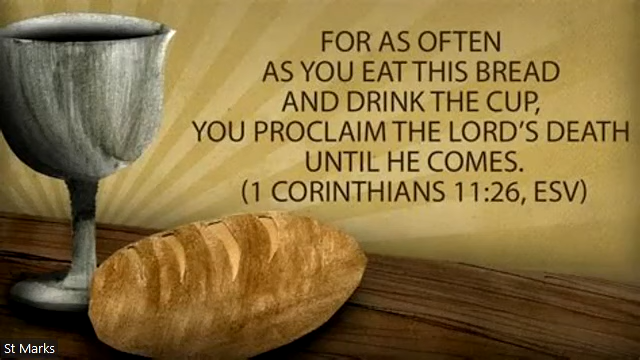 FOR AS OFTEN
AS YOU EAT THIS BREAD
AND DRINK THE CUP,
YOU PROCLAIM THE LORD'S DEATH
UNTIL HE COMES.
(1 CORINTHIANS 11:26, ESV)
St Marks